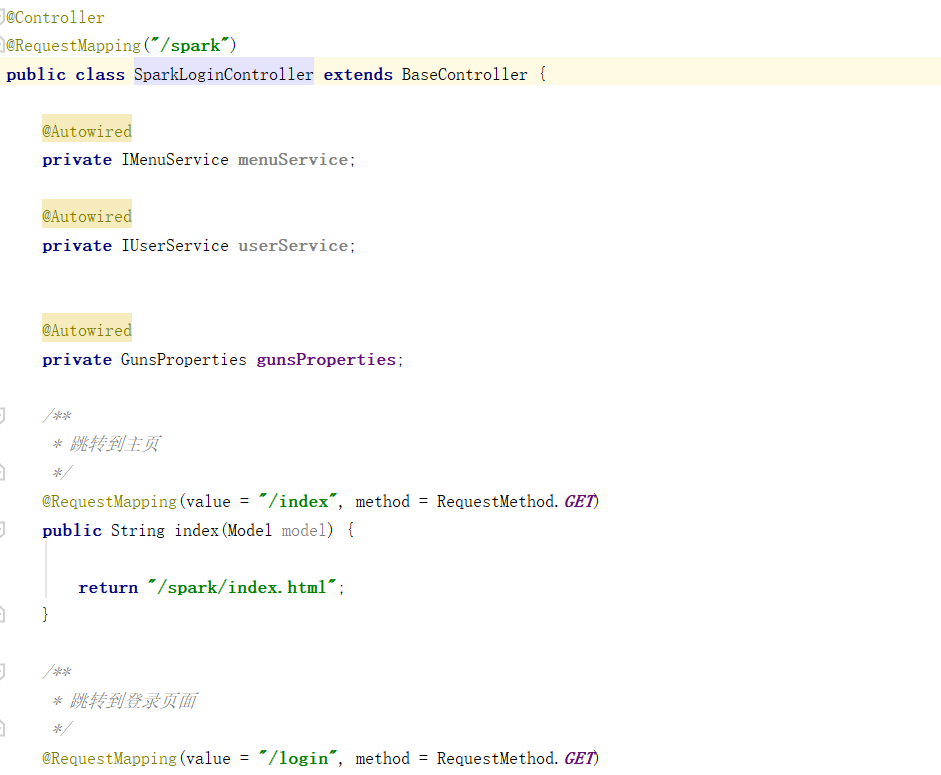 @Controller
@RequestMapping("/spark")
public class SparkLoginController extends BaseController {
@Autowired
private IMenuService menuService;
@Autowired
private IUserService userService;
@Autowired
private GunsProperties gunsProperties;
/**
* 跳转到主页
*/
@RequestMapping(value = "/index", method = RequestMethod.GET)
public String index(Model model) {
return "/spark/index.html";
}
/**
* 跳转到登录页面
*/
@RequestMapping(value = "/login", method = RequestMethod.GET)